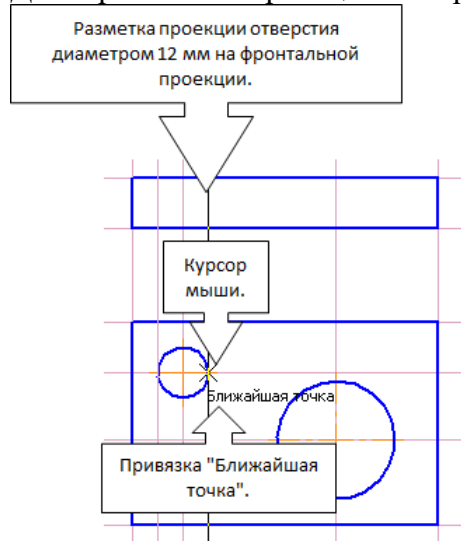 Разметка проекции отверстия
диаметром 12 мм на фронтальной
проекции.
Курсор
мыши.
Ближайшая точка
Привязка "Ближайшая
точка".